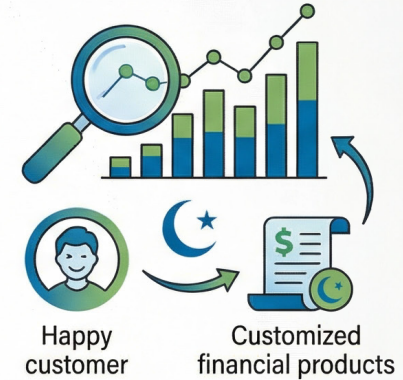 $
Happy
customer
Customized
financial products